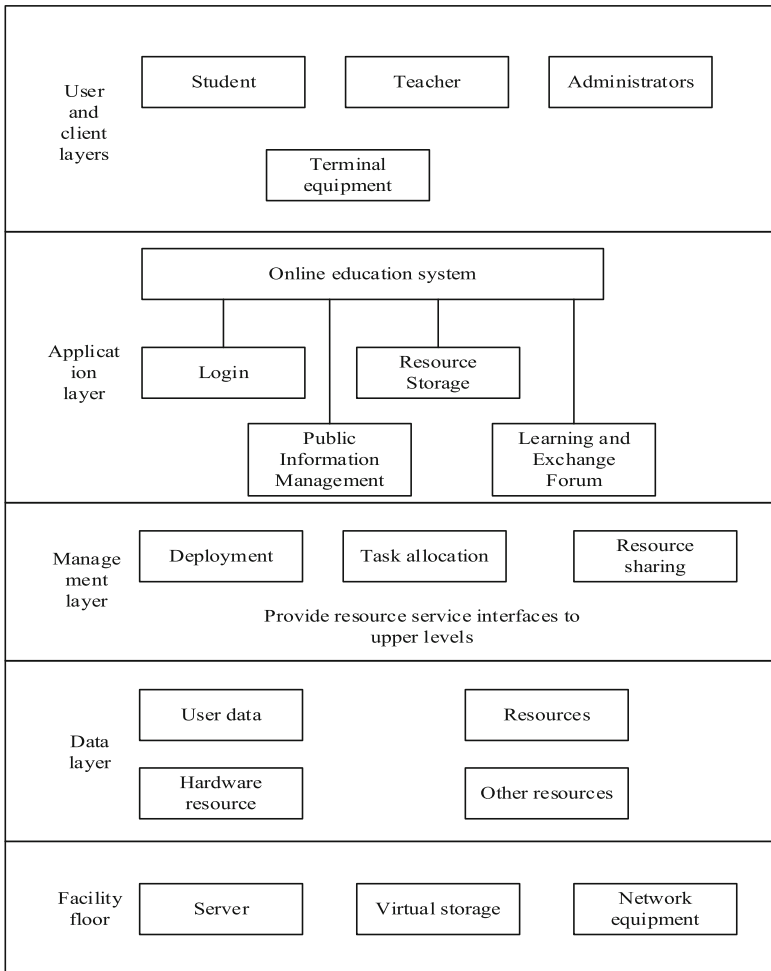 User
and
client
layers
Student
Teacher
Administrators
Terminal
equipment
Applicat
ion
layer
Online education system
Login
Resource
Storage
Public
Information
Management
Learning and
Exchange
Forum
Manage
ment
layer
Deployment
Task allocation
Resource
sharing
Provide resource service interfaces to
upper levels
Data
layer
User data
Resources
Hardware
resource
Other resources
Facility
floor
Server
Virtual storage
Network
equipment